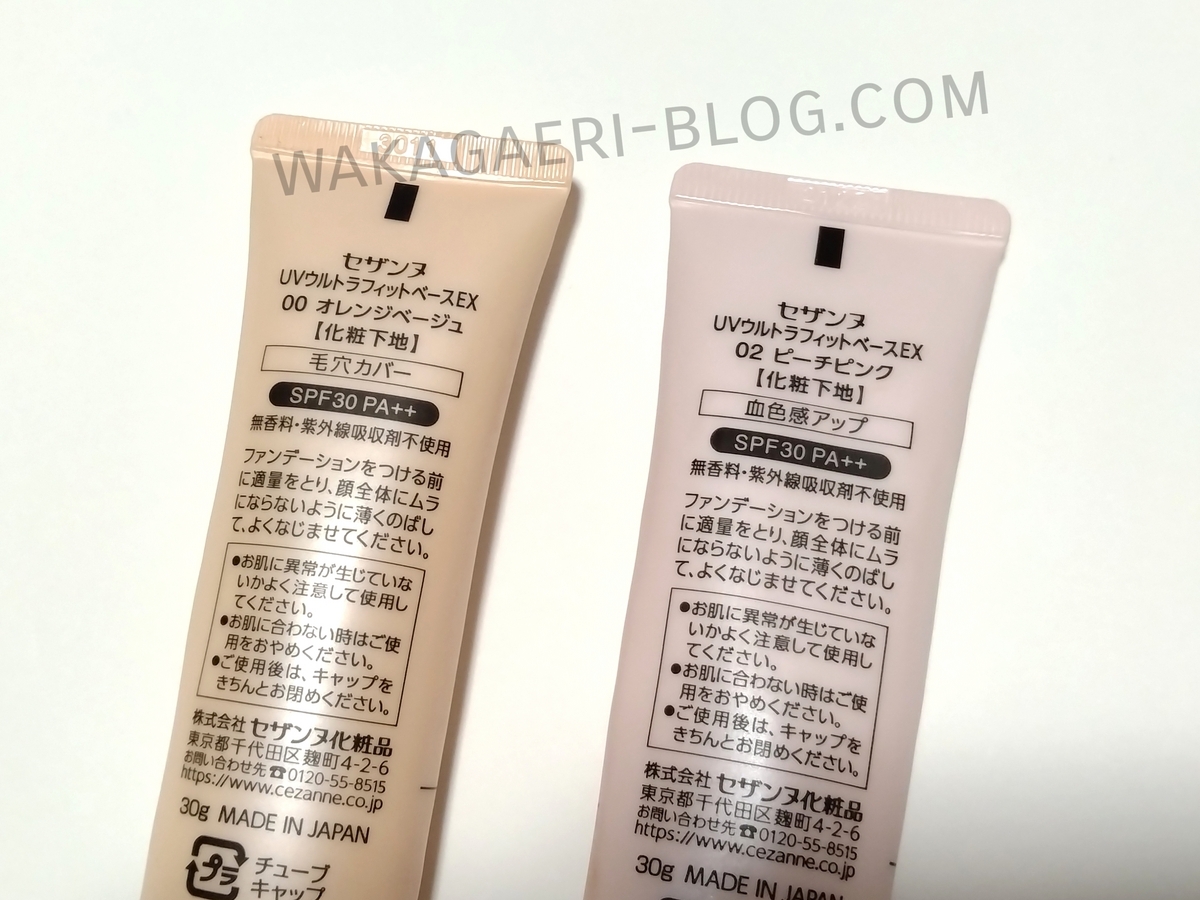 WAKAGAERI-BLOG.COM
セザンヌ
UVウルトラフィットベースEX
00 オレンジベージュ
【化粧下地】
毛穴カバー
SPF30 PA++
無香料・紫外線吸収剤不使用
ファンデーションをつける前
に適量をとり、顔全体にムラ
にならないように薄くのばし
て、よくなじませてください。
●お肌に異常が生じていな
いかよく注意して使用し
てください。
●お肌に合わない時はご使
用をおやめください。
●ご使用後は、キャップを
きちんとお閉めください。
株式会社 セザンヌ化粧品
東京都千代田区麹町4-2-6
お問い合わせ先☎0120-55-8515
https://www.cezanne.co.jp
30g MADE IN JAPAN
プラ
チューブ
キャップ
セザンヌ
UVウルトラフィットベースEX
02 ピーチピンク
【化粧下地】
血色感アップ
SPF30 PA++
無香料・紫外線吸収剤不使用
ファンデーションをつける前
に適量をとり、顔全体にムラ
にならないように薄くのばし
て、よくなじませてください。
●お肌に異常が生じていな
いかよく注意して使用し
てください。
●お肌に合わない時はご使
用をおやめください。
●ご使用後は、キャップを
きちんとお閉めください。
株式会社 セザンヌ化粧品
東京都千代田区麹町4-2-6
お問い合わせ先☎0120-55-8515
https://www.cezanne.co.jp
30g MADE IN JAPAN